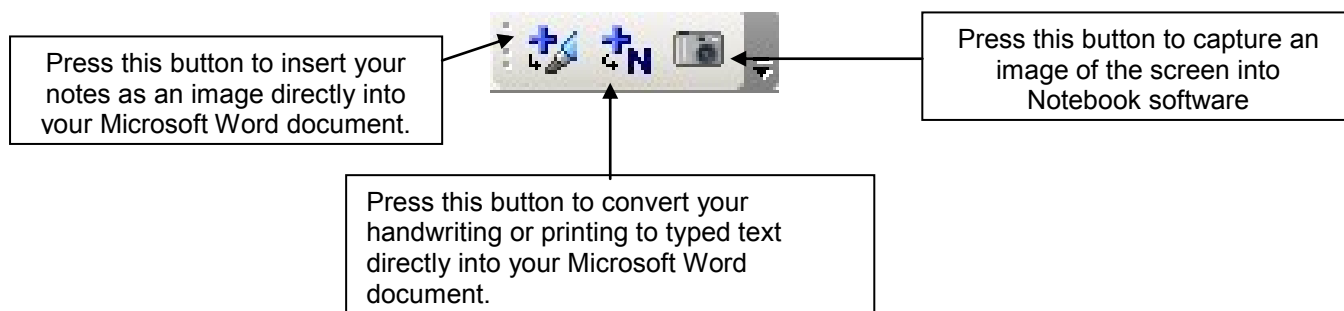 Press this button to insert your
notes as an image directly into
your Microsoft Word document.
N
Press this button to capture an
image of the screen into
Notebook software
Press this button to convert your
handwriting or printing to typed text
directly into your Microsoft Word
document.